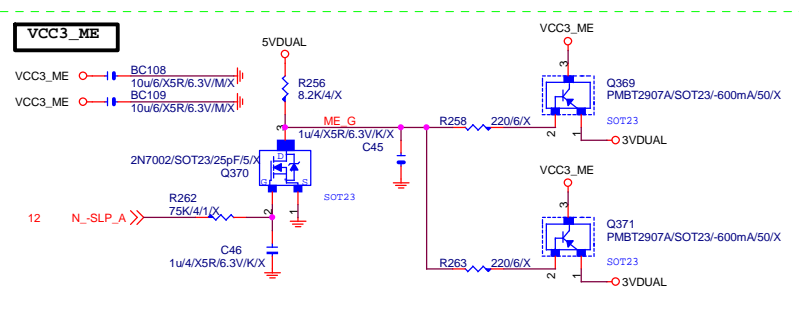 VCC3_ME
VCC3_ME
BC108
10u/6/X5R/6.3V/M/X
VCC3_ME
BC109
10u/6/X5R/6.3V/M/X
5VDUAL
R256
8.2K/4/X
3
ME_G
1u/4/X5R/6.3V/K/X
C45
2N7002/SOT23/25pF/5/X
Q370
D
G
S
SOT23
2
1
R262
75K/4/1/X
12
N_-SLP_A
C46
1u/4/X5R/6.3V/K/X
VCC3_ME
3
Q369
PMBT2907A/SOT23/-600mA/50/X
SOT23
R258
220/6/X
2
1
3VDUAL
VCC3_ME
3
Q371
PMBT2907A/SOT23/-600mA/50/X
SOT23
R263
220/6/X
2
1
3VDUAL